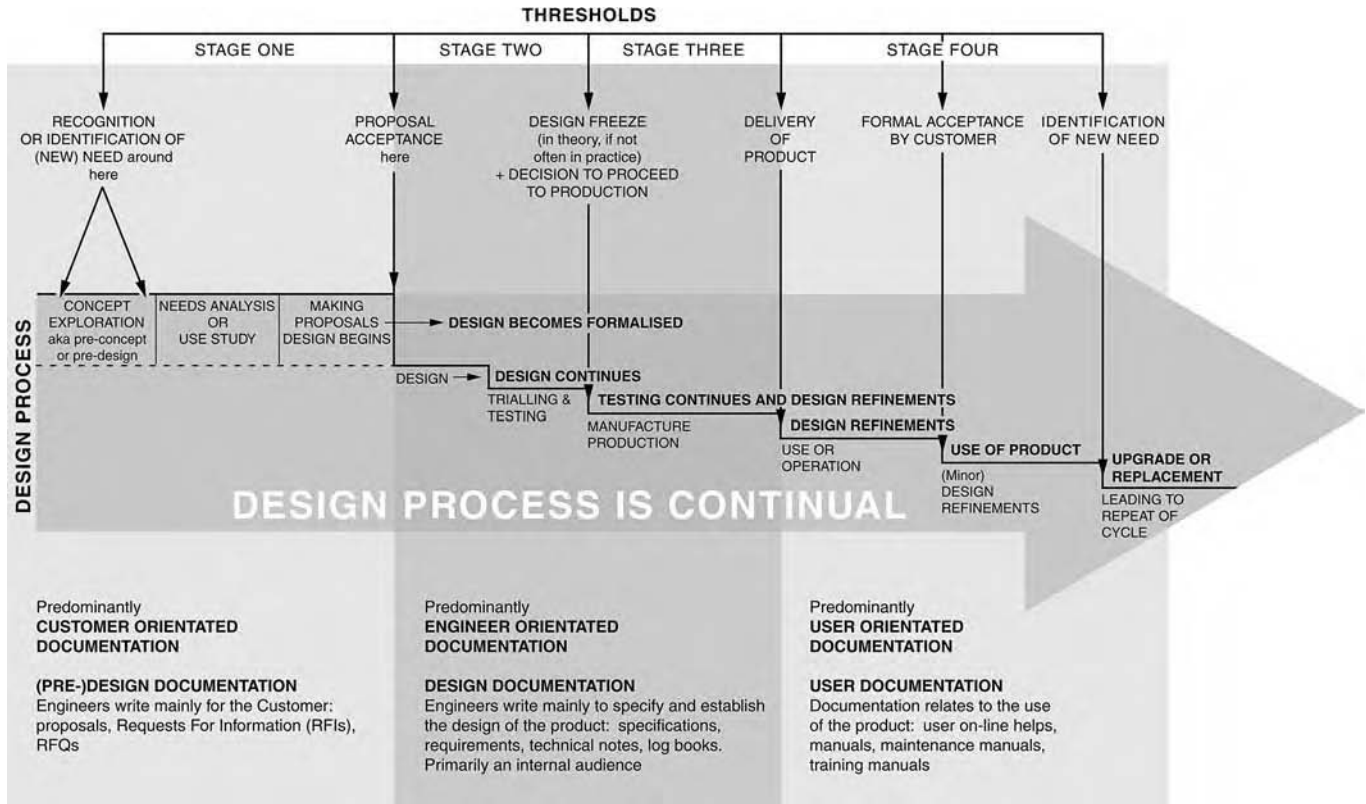 THRESHOLDS
STAGE ONE
STAGE TWO
STAGE THREE
STAGE FOUR
RECOGNITION
OR IDENTIFICATION OF
(NEW) NEED around
here
PROPOSAL
ACCEPTANCE
here
DESIGN FREEZE
(in theory, if not
often in practice)
+ DECISION TO PROCEED
TO PRODUCTION
DELIVERY
OF
PRODUCT
FORMAL ACCEPTANCE
BY CUSTOMER
IDENTIFICATION
OF NEW NEED
DESIGN PROCESS
CONCEPT
EXPLORATION
aka pre-concept
or pre-design
NEEDS ANALYSIS
OR
USE STUDY
MAKING
PROPOSALS
DESIGN BEGINS
DESIGN BECOMES FORMALISED
DESIGN
DESIGN CONTINUES
TRIALLING &
TESTING
TESTING CONTINUES AND DESIGN REFINEMENTS
MANUFACTURE
PRODUCTION
DESIGN REFINEMENTS
USE OR
OPERATION
USE OF PRODUCT
(Minor)
DESIGN
REFINEMENTS
UPGRADE OR
REPLACEMENT
LEADING TO
REPEAT OF
CYCLE
DESIGN PROCESS IS CONTINUAL
Predominantly
CUSTOMER ORIENTATED
DOCUMENTATION
(PRE-)DESIGN DOCUMENTATION
Engineers write mainly for the Customer:
proposals, Requests For Information (RFIs),
RFQs
Predominantly
ENGINEER ORIENTATED
DOCUMENTATION
DESIGN DOCUMENTATION
Engineers write mainly to specify and establish
the design of the product: specifications,
requirements, technical notes, log books.
Primarily an internal audience
Predominantly
USER ORIENTATED
DOCUMENTATION
USER DOCUMENTATION
Documentation relates to the use
of the product: user on-line helps,
manuals, maintenance manuals,
training manuals